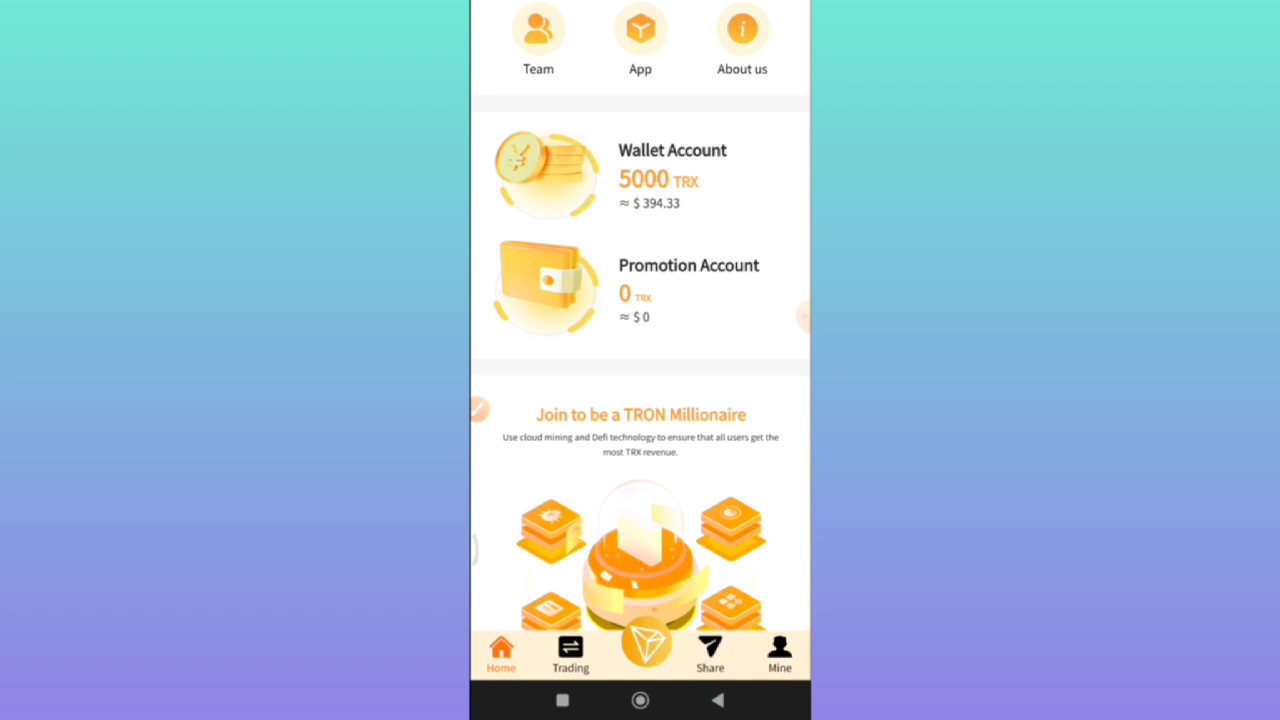 Team
App
About us
Wallet Account
5000 TRX
≈ $ 394.33
Promotion Account
0 TRX
≈ $ 0
Join to be a TRON Millionaire
Use cloud mining and Defi technology to ensure that all users get the
most TRX revenue.
Home
Trading
Share
Mine